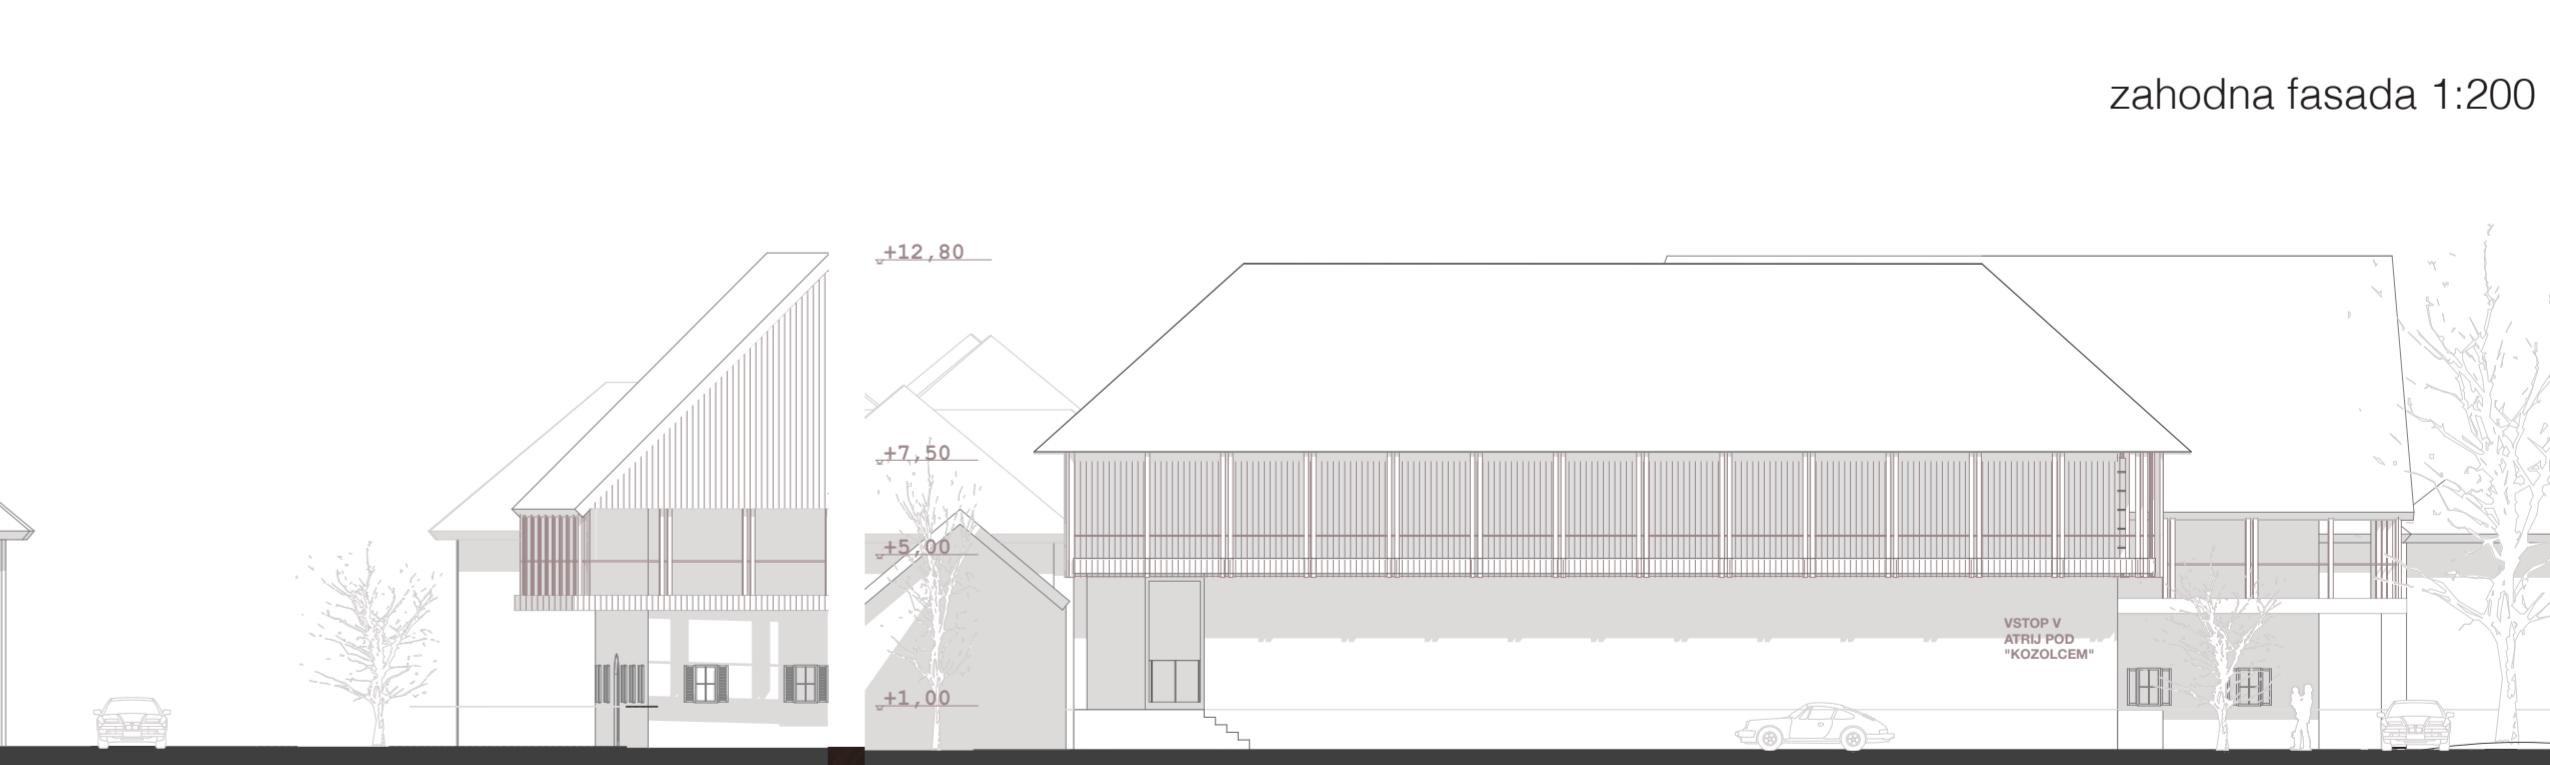 zahodna fasada 1:200
+12,80
+7,50
+5,00
VSTOP V
ATRIJ POD
"KOZOLCEM"
+1,00